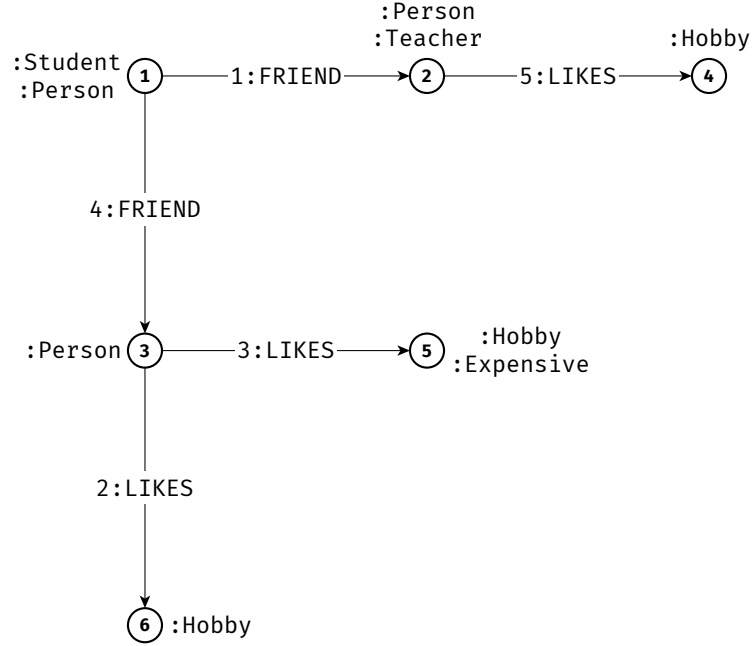 :Person
:Teacher
:Hobby
:Student
:Person
1
1:FRIEND
2
5:LIKES
4
4:FRIEND
:Person
3
3:LIKES
5
:Hobby
:Expensive
2:LIKES
6
:Hobby